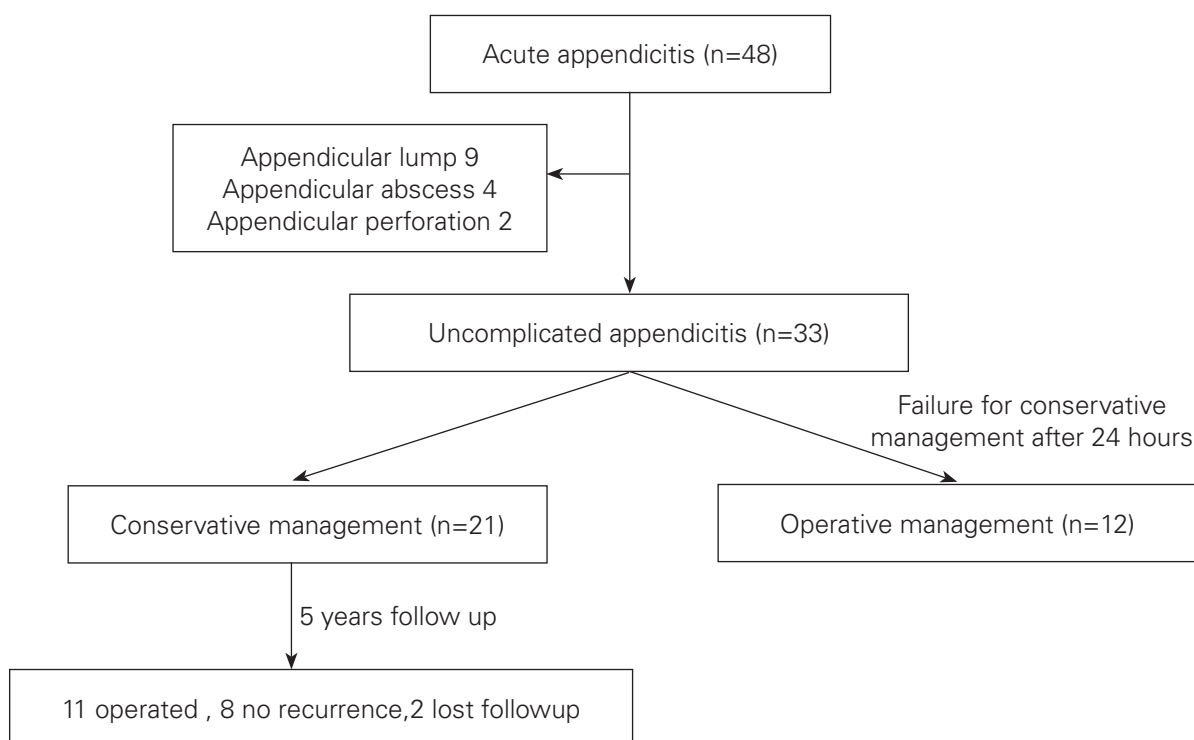 Acute appendicitis (n=48)
Appendicular lump 9
Appendicular abscess 4
Appendicular perforation 2
Uncomplicated appendicitis (n=33)
Failure for conservative
management after 24 hours
Conservative management (n=21)
Operative management (n=12)
5 years follow up
11 operated , 8 no recurrence,2 lost followup